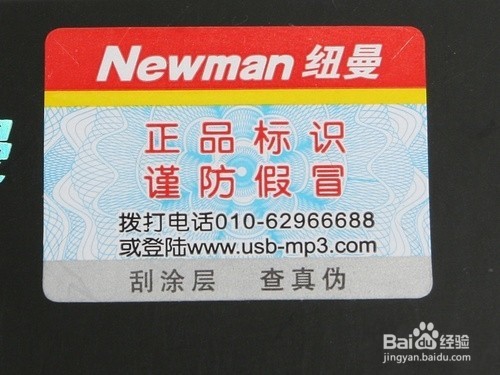 Newman 纽曼
正品标识
谨防假冒
拨打电话010-62966688
或登陆www.usb-mp3.com
刮涂层 查真伪
Baidu 经验
jingyan.baidu.com